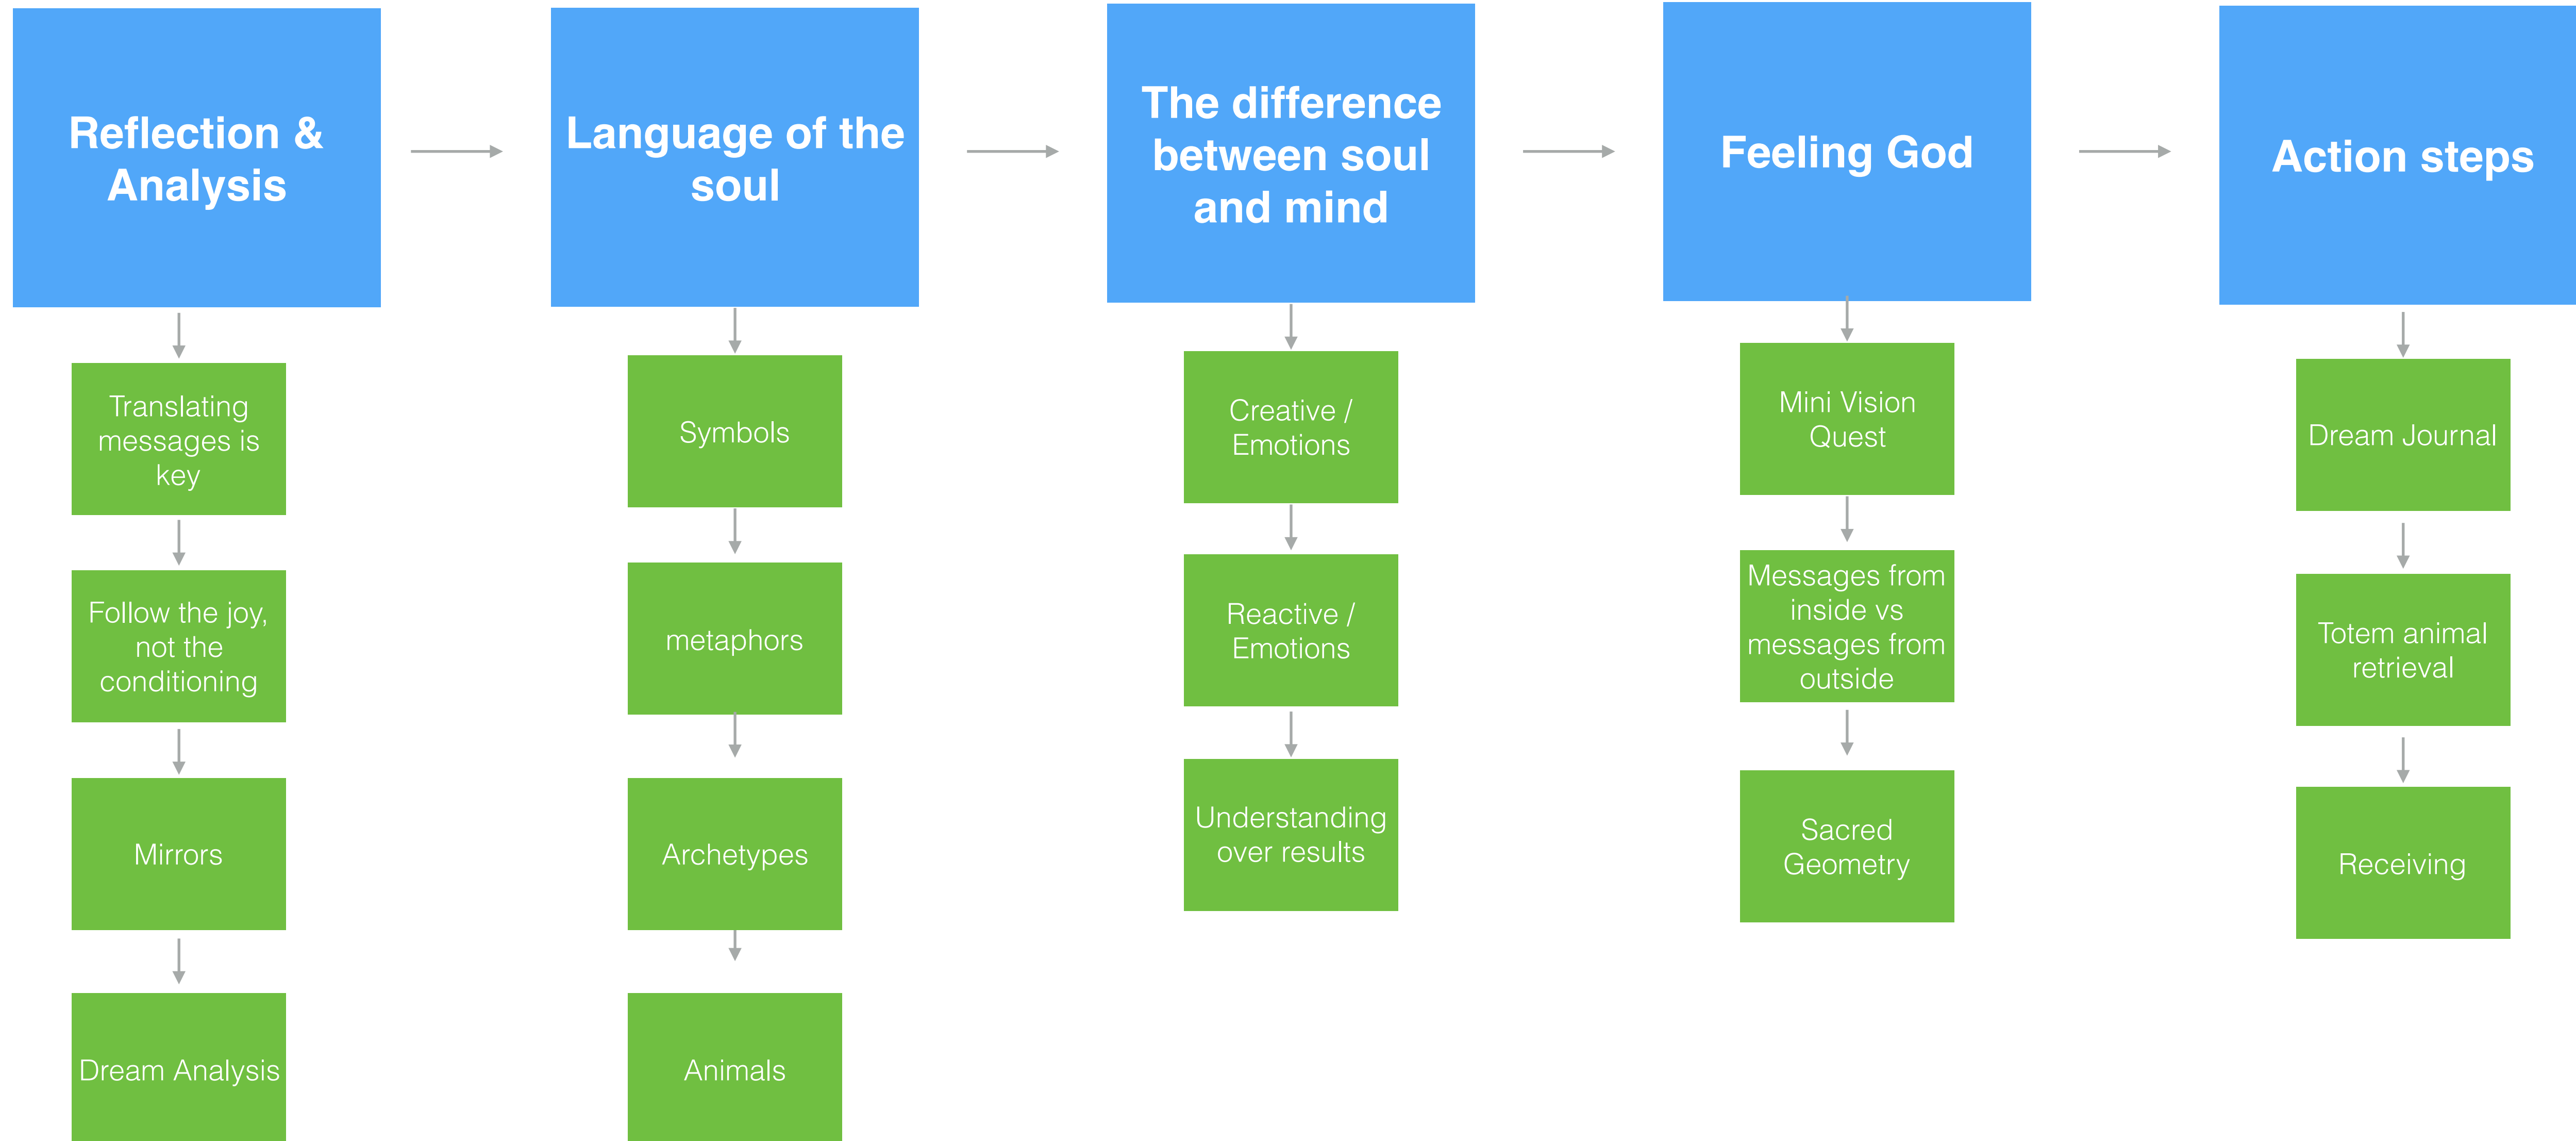 Reflection &
Analysis
Language of the
soul
The difference
between soul
and mind
Feeling God
Action steps
Translating
messages is
key
Follow the joy,
not the
conditioning
Mirrors
Dream Analysis
Symbols
metaphors
Archetypes
Animals
Creative /
Emotions
Reactive /
Emotions
Understanding
over results
Mini Vision
Quest
Messages from
inside vs
messages from
outside
Sacred
Geometry
Dream Journal
Totem animal
retrieval
Receiving